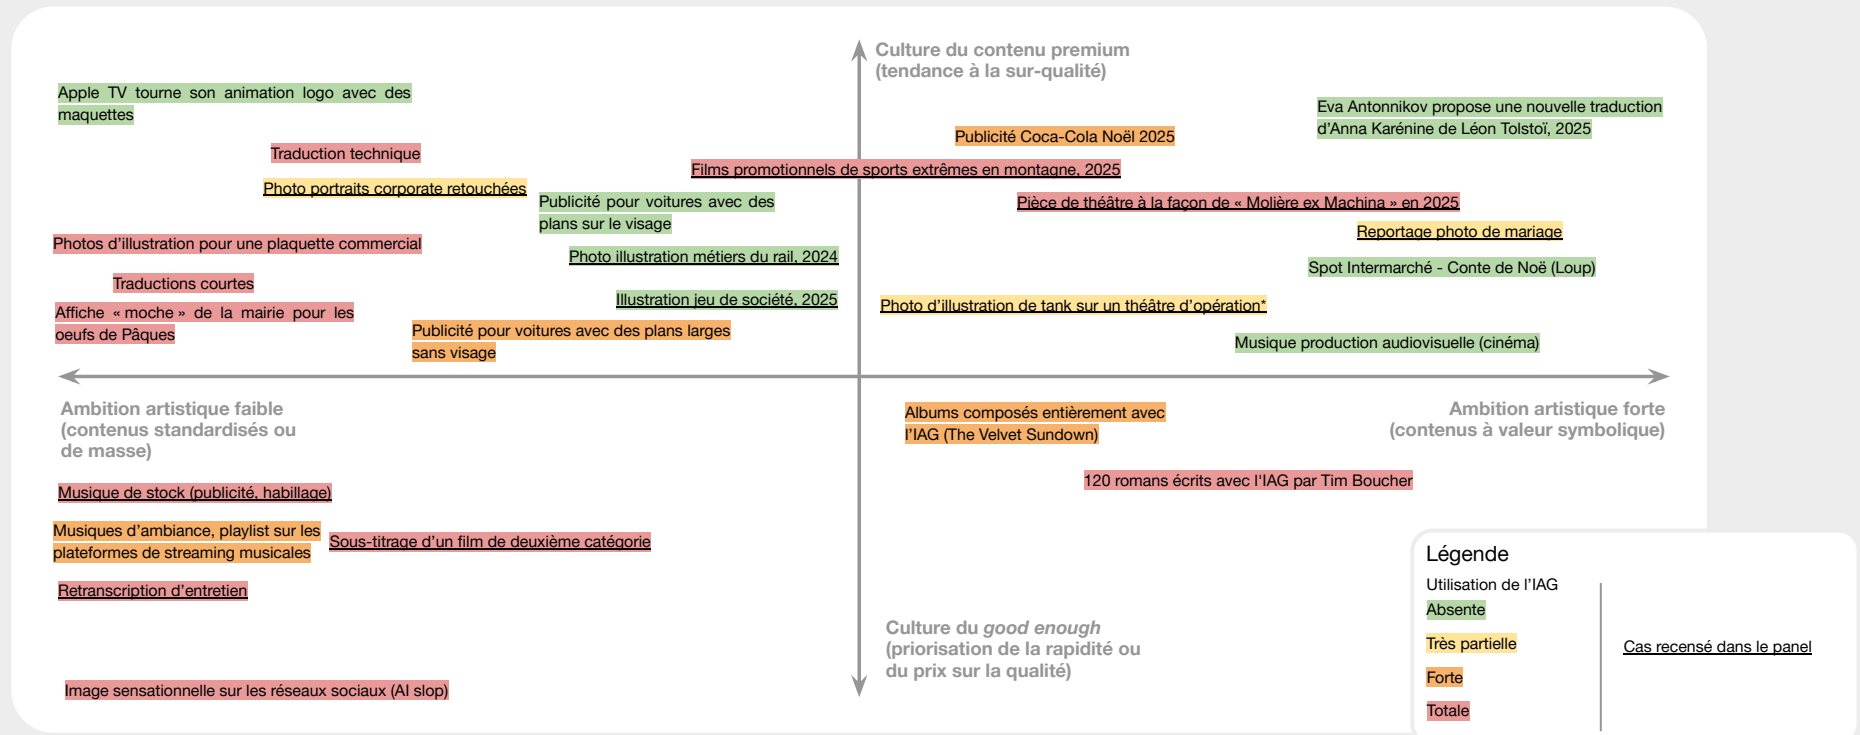 Culture du contenu premium
(tendance à la sur-qualité)
Apple TV tourne son animation logo avec des
maquettes
Eva Antonnikov propose une nouvelle traduction
d'Anna Karénine de Léon Tolstoï, 2025
Publicité Coca-Cola Noël 2025
Traduction technique
Films promotionnels de sports extrêmes en montagne, 2025
Photo portraits corporate retouchées
Publicité pour voitures avec des
plans sur le visage
Pièce de théâtre à la façon de « Molière ex Machina » en 2025
Reportage photo de mariage
Photos d'illustration pour une plaquette commercial
Photo illustration métiers du rail, 2024
Spot Intermarché - Conte de Noë (Loup)
Traductions courtes
Illustration jeu de société, 2025
Photo d'illustration de tank sur un théâtre d'opération*
Affiche « moche » de la mairie pour les
oeufs de Pâques
Publicité pour voitures avec des plans larges
sans visage
Musique production audiovisuelle (cinéma)
Ambition artistique faible
(contenus standardisés ou
de masse)
Albums composés entièrement avec
l'IAG (The Velvet Sundown)
Ambition artistique forte
(contenus à valeur symbolique)
120 romans écrits avec l'IAG par Tim Boucher
Musique de stock (publicité, habillage)
Musiques d'ambiance, playlist sur les
plateformes de streaming musicales
Sous-titrage d'un film de deuxième catégorie
Retranscription d'entretien
Culture du good enough
(priorisation de la rapidité ou
du prix sur la qualité)
Image sensationnelle sur les réseaux sociaux (AI slop)
Légende
Utilisation de l'IAG
Absente
Très partielle
Forte
Totale
Cas recensé dans le panel